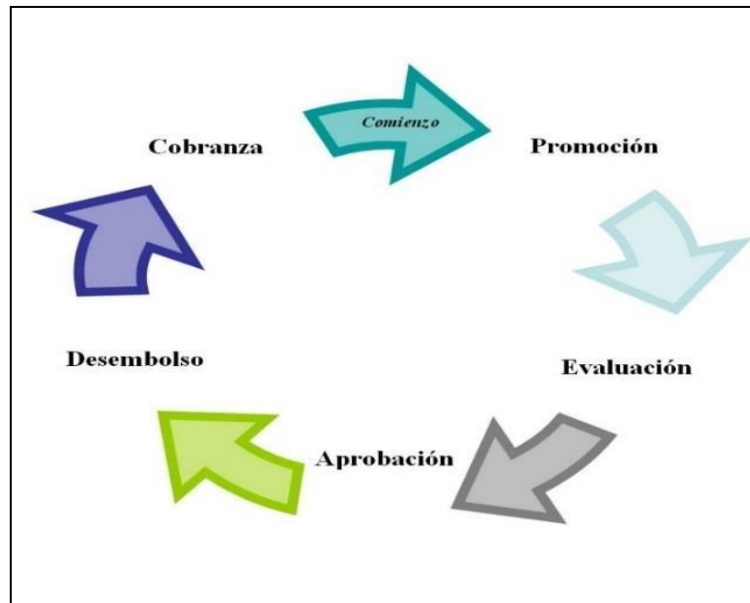 Comienzo
Cobranza
Promoción
Desembolso
Evaluación
Aprobación